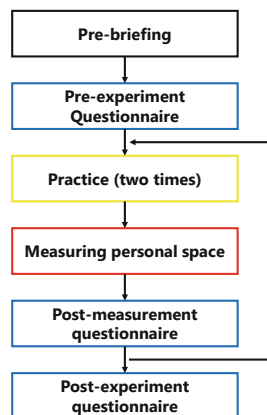 Pre-briefing
Pre-experiment
Questionnaire
Practice (two times)
Measuring personal space
Post-measurement
questionnaire
Post-experiment
questionnaire